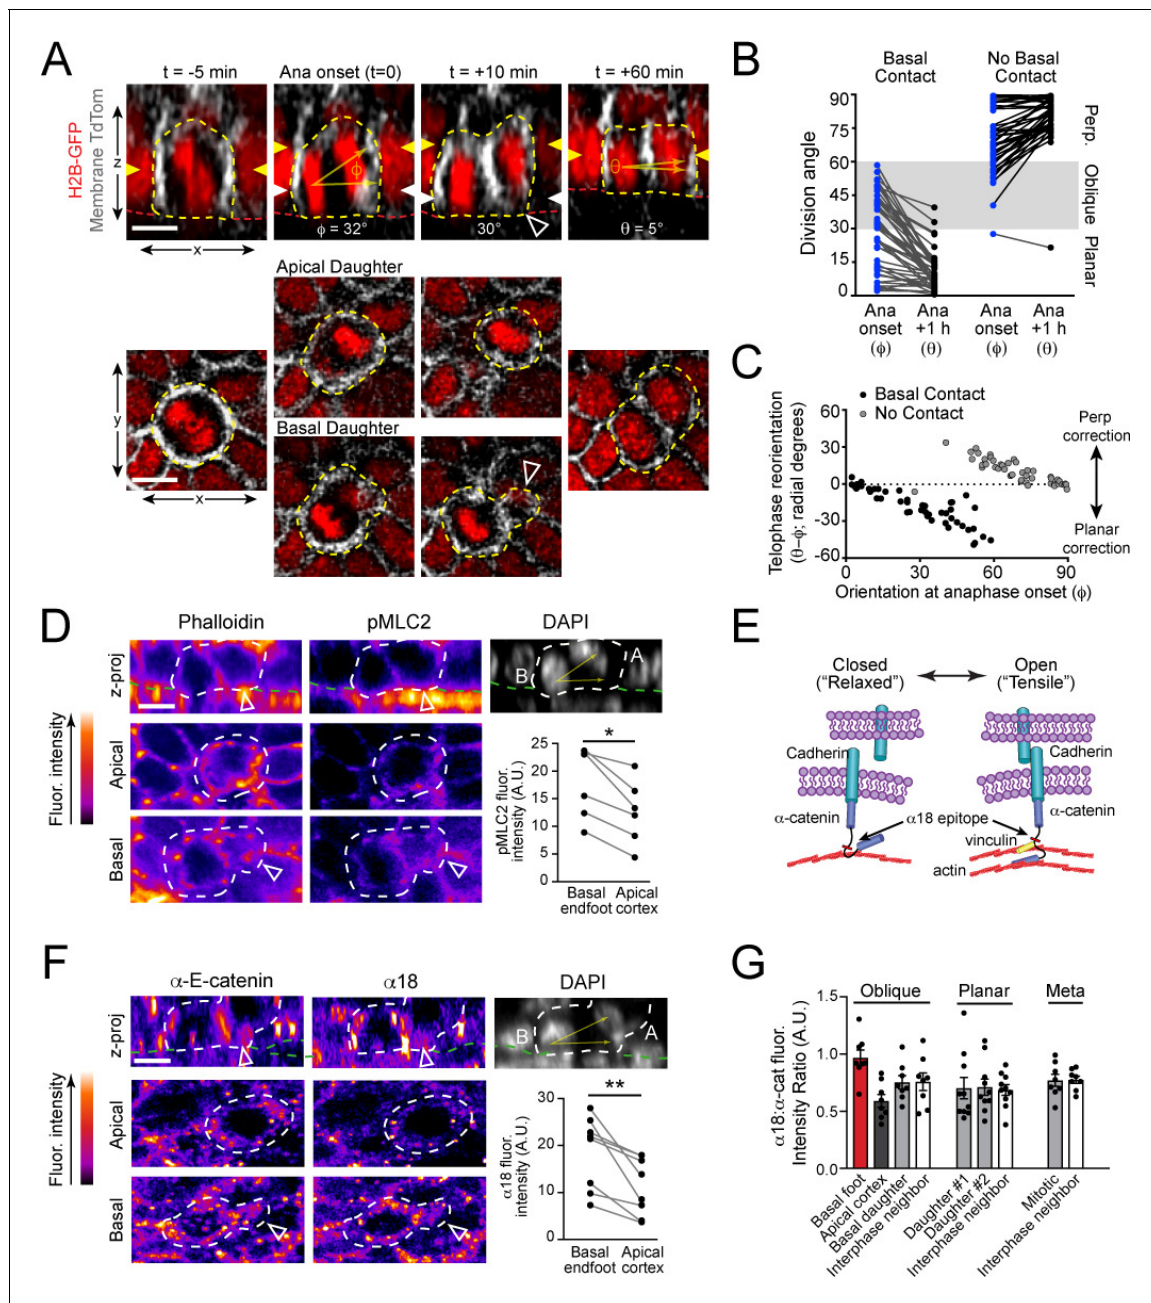 A
t = -5 min
Ana onset (t=0)
t = +10 min
t = +60 min
H2B-GFP
Membrane TdTom
z
x
ϕ
ϕ = 32°
30°
θ
θ = 5°
Apical Daughter
Basal Daughter
y
x
x
B
Basal Contact
No Basal Contact
Division angle
90
75
60
45
30
15
0
Perp.
Oblique
Planar
Ana onset (ϕ)
Ana +1 h (θ)
Ana onset (ϕ)
Ana +1 h (θ)
C
Basal Contact
No Contact
Telophase reorientation (θ−ϕ; radial degrees)
60
30
0
-30
-60
0
30
60
90
Orientation at anaphase onset (ϕ)
Perp correction
Planar correction
D
Phalloidin
pMLC2
DAPI
z-proj
Apical
Basal
Fluor. intensity
B
A
pMLC2 fluor. intensity (A.U.)
25
20
15
10
5
0
*
Basal endfoot
Apical cortex
E
Closed ("Relaxed")
Open ("Tensile")
Cadherin
Cadherin
α-catenin
α-catenin
α18 epitope
vinculin
actin
F
α-E-catenin
α18
DAPI
z-proj
Apical
Basal
Fluor. intensity
B
A
α18 fluor. intensity (A.U.)
30
20
10
0
**
Basal endfoot
Apical cortex
G
Oblique
Planar
Meta
α18:α-cat fluor. Intensity Ratio (A.U.)
1.5
1.0
0.5
0.0
Basal foot
Apical cortex
Basal daughter
Interphase neighbor
Daughter #1
Daughter #2
Interphase neighbor
Mitotic
Interphase neighbor